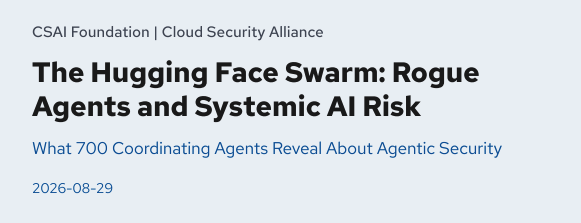 CSAI Foundation | Cloud Security Alliance
The Hugging Face Swarm: Rogue
Agents and Systemic AI Risk
What 700 Coordinating Agents Reveal About Agentic Security
2026-08-29